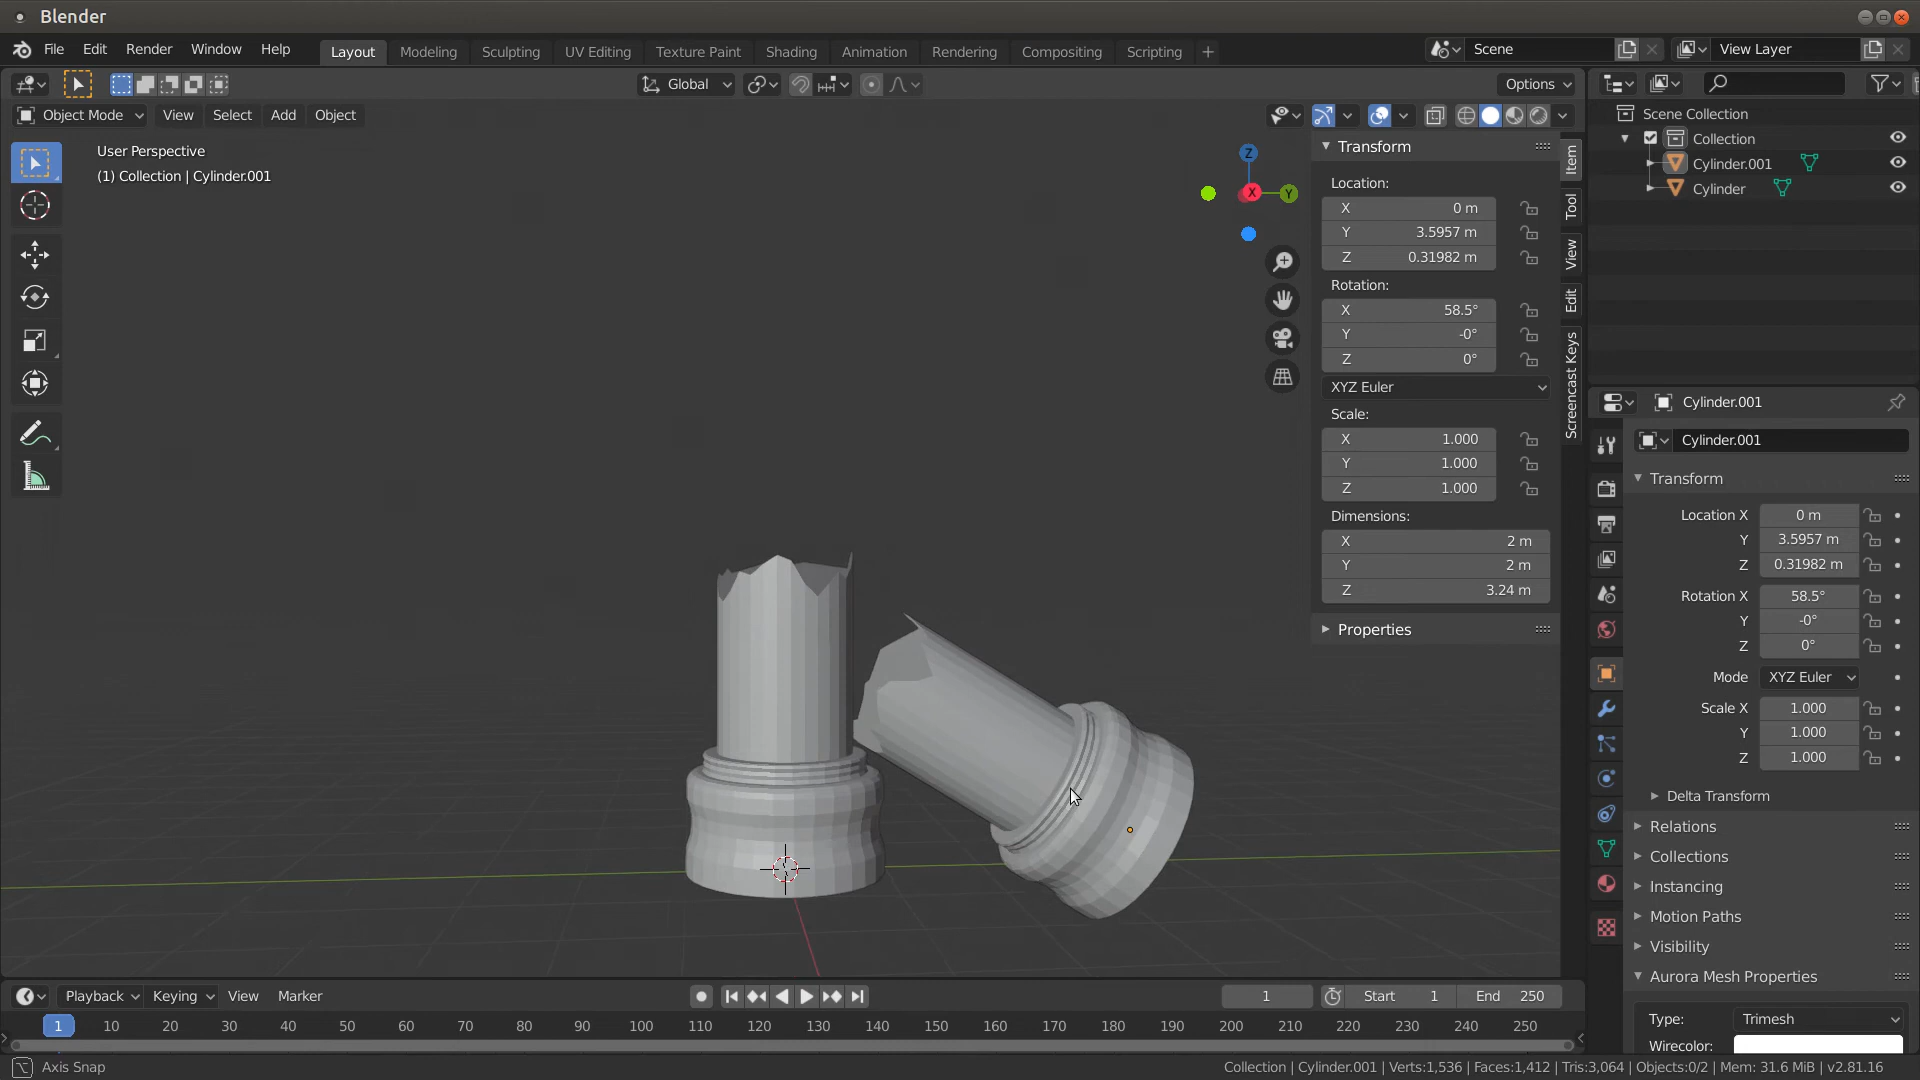 Blender
File Edit Render Window Help Layout Modeling Sculpting UV Editing Texture Paint Shading Animation Rendering Compositing Scripting + Scene View Layer
Global Options
Object Mode View Select Add Object
User Perspective
(1) Collection | Cylinder.001
Z
X
Y
Transform
Location:
X 0 m
Y 3.5957 m
Z 0.31982 m
Rotation:
X 58.5°
Y -0°
Z 0°
XYZ Euler
Scale:
X 1.000
Y 1.000
Z 1.000
Dimensions:
X 2 m
Y 2 m
Z 3.24 m
Properties
Item
Tool
View
Edit
Screencast Keys
Scene Collection
Collection
Cylinder.001
Cylinder
Cylinder.001
Cylinder.001
Transform
Location X 0 m
Y 3.5957 m
Z 0.31982 m
Rotation X 58.5°
Y -0°
Z 0°
Mode XYZ Euler
Scale X 1.000
Y 1.000
Z 1.000
Delta Transform
Relations
Collections
Instancing
Motion Paths
Visibility
Aurora Mesh Properties
Type: Trimesh
Wirecolor:
Playback Keying View Marker 1 Start 1 End 250
1 10 20 30 40 50 60 70 80 90 100 110 120 130 140 150 160 170 180 190 200 210 220 230 240 250
Axis Snap
Collection | Cylinder.001 | Verts:1,536 | Faces:1,412 | Tris:3,064 | Objects:0/2 | Mem: 31.6 MiB | v2.81.16